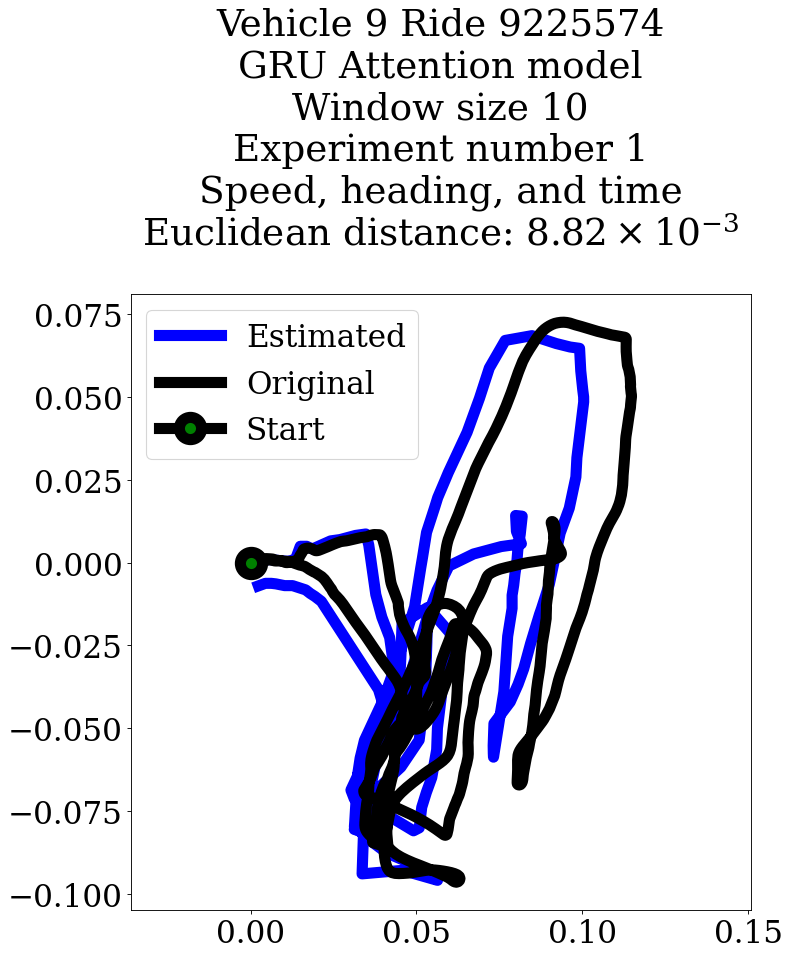 Vehicle 9 Ride 9225574
GRU Attention model
Window size 10
Experiment number 1
Speed, heading, and time
Euclidean distance: 8.82 × 10⁻³
Estimated
Original
Start
0.075
0.050
0.025
0.000
−0.025
−0.050
−0.075
−0.100
0.00 0.05 0.10 0.15